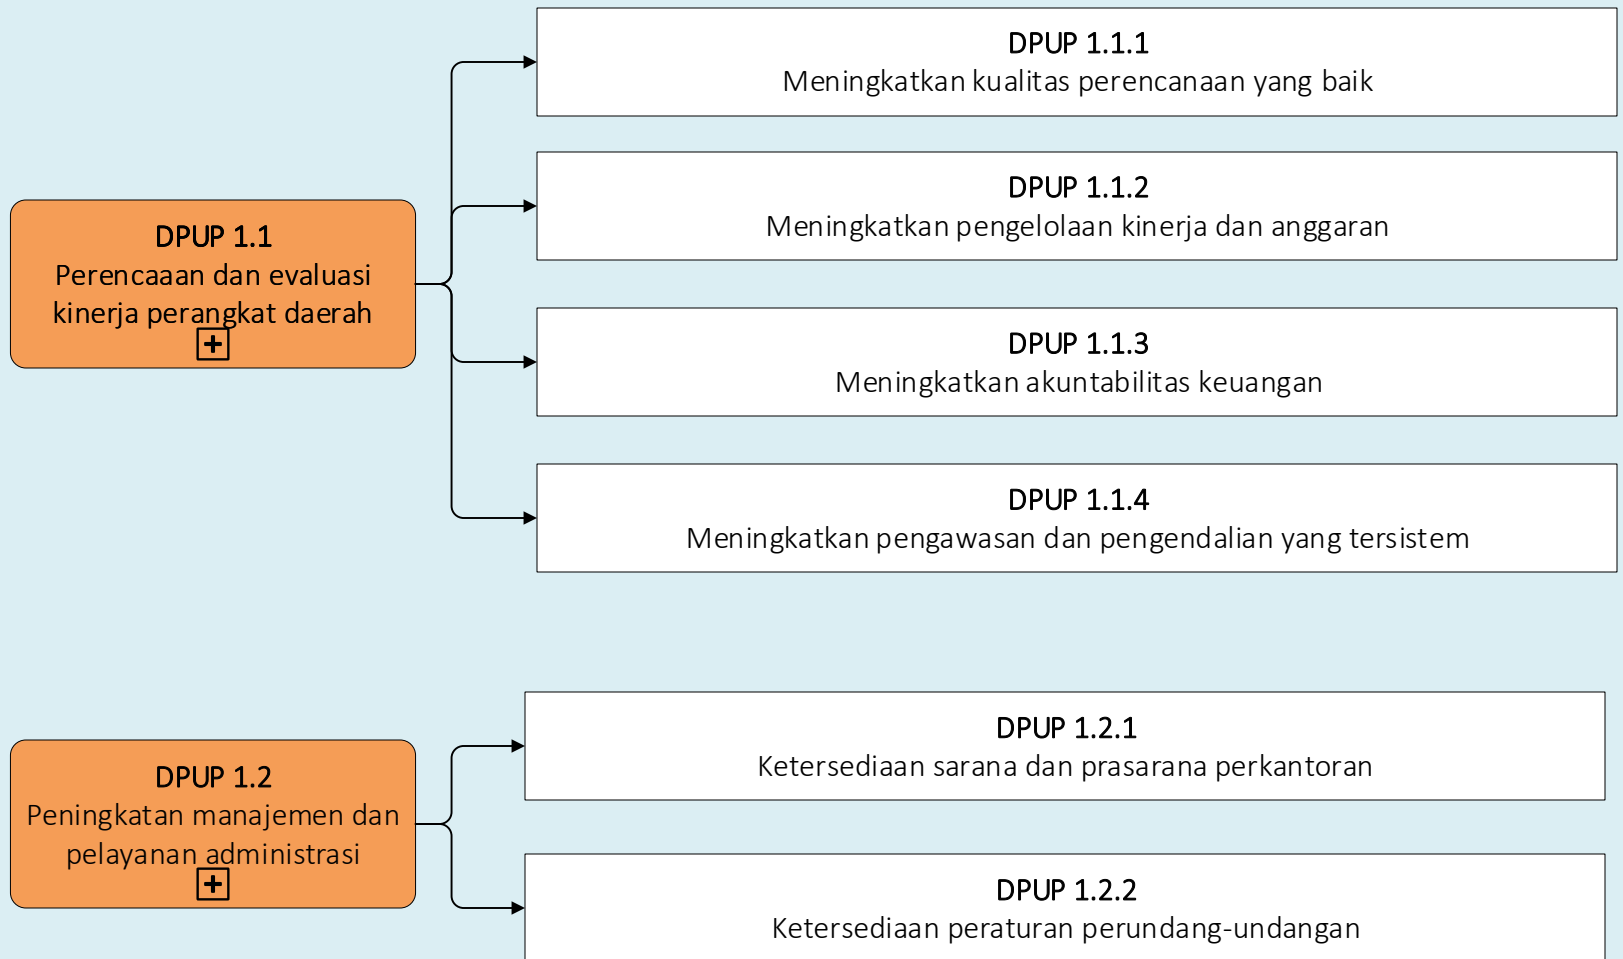 DPUP 1.1
Perencaaan dan evaluasi
kinerja perangkat daerah
DPUP 1.1.1
Meningkatkan kualitas perencanaan yang baik
DPUP 1.1.2
Meningkatkan pengelolaan kinerja dan anggaran
DPUP 1.1.3
Meningkatkan akuntabilitas keuangan
DPUP 1.1.4
Meningkatkan pengawasan dan pengendalian yang tersistem
DPUP 1.2
Peningkatan manajemen dan
pelayanan administrasi
DPUP 1.2.1
Ketersediaan sarana dan prasarana perkantoran
DPUP 1.2.2
Ketersediaan peraturan perundang-undangan